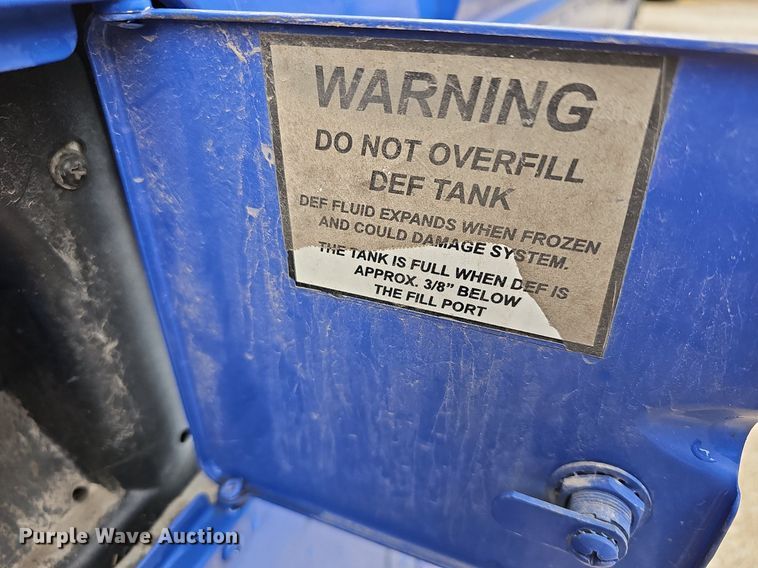 WARNING
DO NOT OVERFILL
DEF TANK
DEF FLUID EXPANDS WHEN FROZEN
AND COULD DAMAGE SYSTEM.
THE TANK IS FULL WHEN DEF IS
APPROX. 3/8" BELOW
THE FILL PORT
Purple Wave Auction